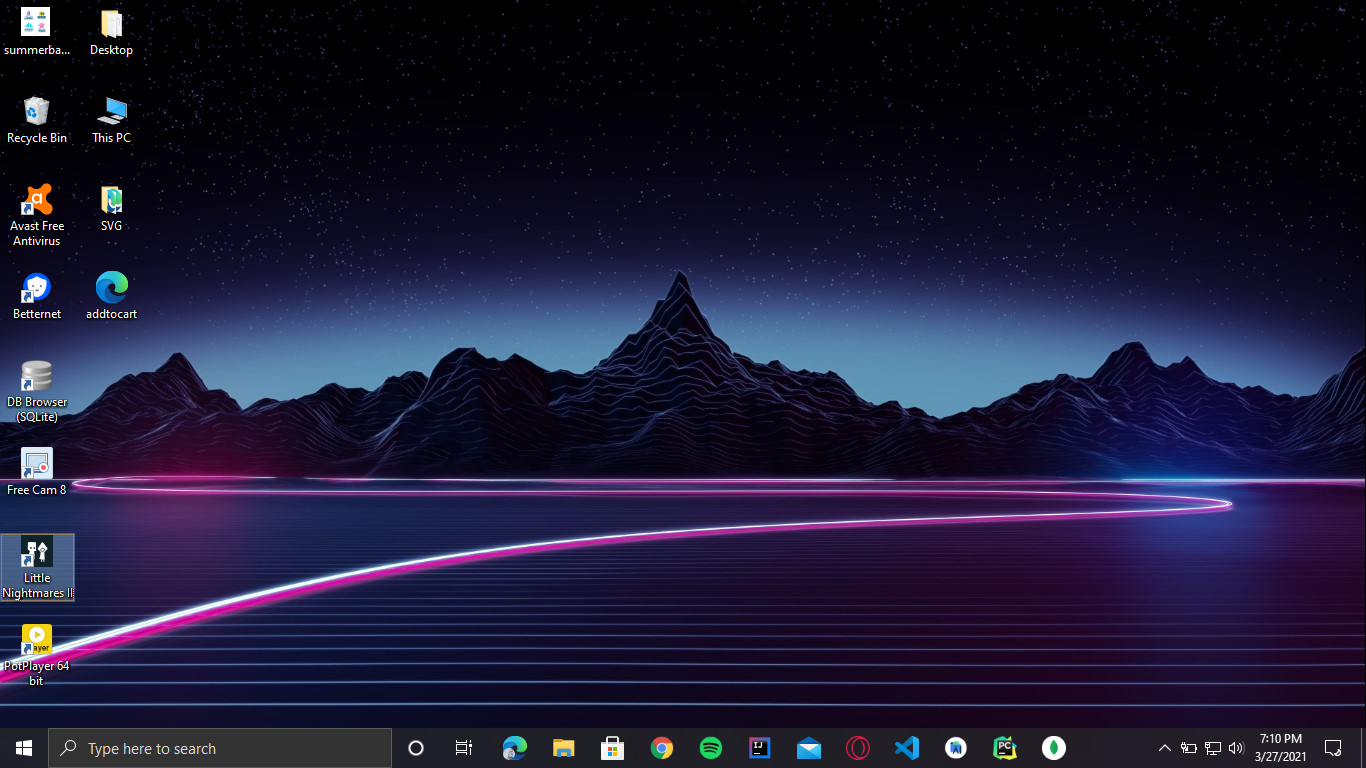 summerba...
Desktop
Recycle Bin
This PC
Avast Free
Antivirus
SVG
Betternet
addtocart
DB Browser
(SQLite)
Free Cam 8
Little
Nightmares II
ayer
PotPlayer 64
bit
Type here to search
IJ
PC
7:10 PM
3/27/2021